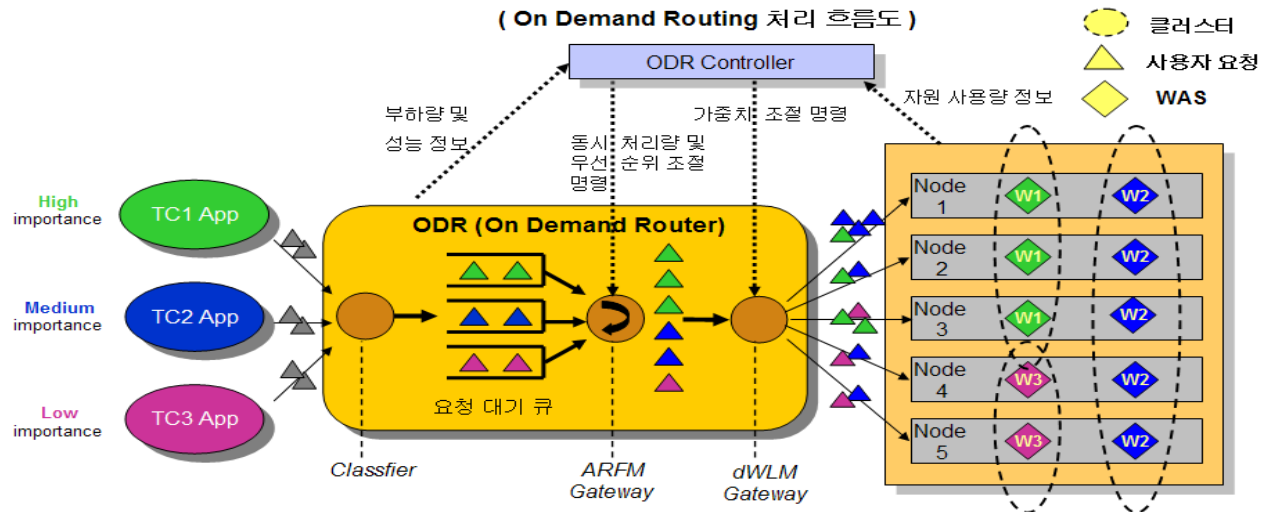 ( On Demand Routing 처리 흐름도 )
클러스터
사용자 요청
WAS
ODR Controller
부하량 및
성능 정보
동시 처리량 및
우선 순위 조절
명령
가중치 조절 명령
자원 사용량 정보
High
importance
TC1 App
Medium
importance
TC2 App
Low
importance
TC3 App
ODR (On Demand Router)
요청 대기 큐
Classfier
ARFM
Gateway
dWLM
Gateway
Node
1
W1
W2
Node
2
W1
W2
Node
3
W1
W2
Node
4
W3
W2
Node
5
W3
W2